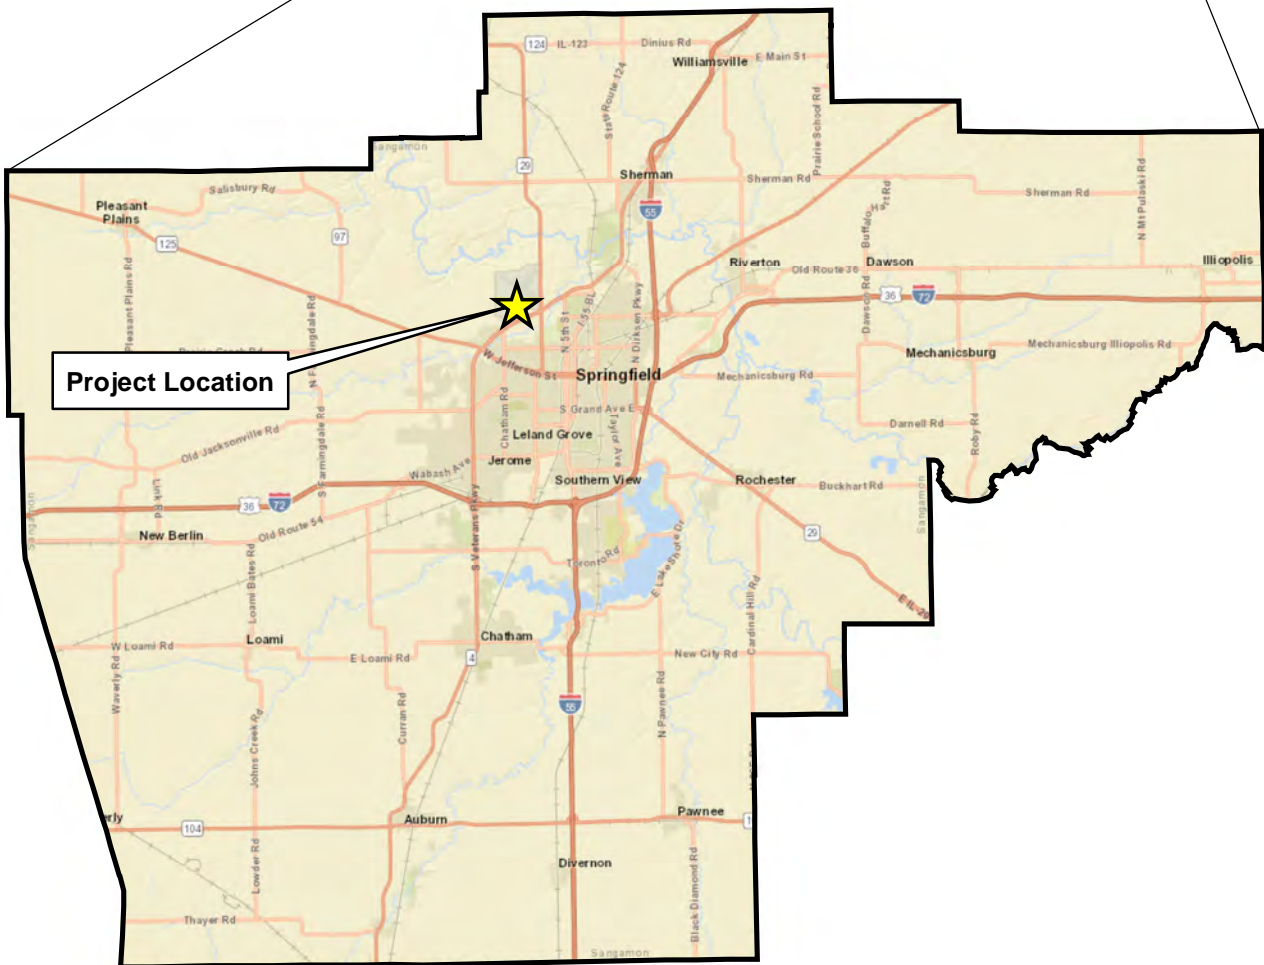 124
IL-123
Dinius Rd
Williamsville
E Main St
State Route 124
Prairie School Rd
Sangamon
29
Sherman
Sherman Rd
Sherman Rd
N Mt Pulaski Rd
Salisbury Rd
Pleasant
Plains
97
125
55
Buffalo Hart Rd
Riverton
Old Route 36
Dawson
Illiopolis
Pleasant Plains Rd
N Farmingdale Rd
36
72
Dawson Rd
I-55-BL
N 5th St
N Dirksen Pkwy
Project Location
W Jefferson St
Springfield
Mechanicsburg Rd
Mechanicsburg
Mechanicsburg Illiopolis Rd
Chatham Rd
S Grand Ave E
Taylor Ave
Darnell Rd
Roby Rd
Leland Grove
Jerome
Old Jacksonville Rd
S Farmingdale Rd
Wabash Ave
Southern View
Rochester
Buckhart Rd
Sangamon
Sangamon
Link Rd
36
72
New Berlin
Old Route 54
S Veterans Pkwy
29
Toronto Rd
E Lake Shore Dr
Loami Bates Rd
Cardinal Hill Rd
E IL-29
W Loami Rd
Loami
E Loami Rd
Chatham
4
New City Rd
Waverly Rd
Johns Creek Rd
Curran Rd
55
N Pawnee Rd
erly
104
Auburn
Pawnee
1
Divernon
Lowder Rd
Black Diamond Rd
Thayer Rd
Sangamon